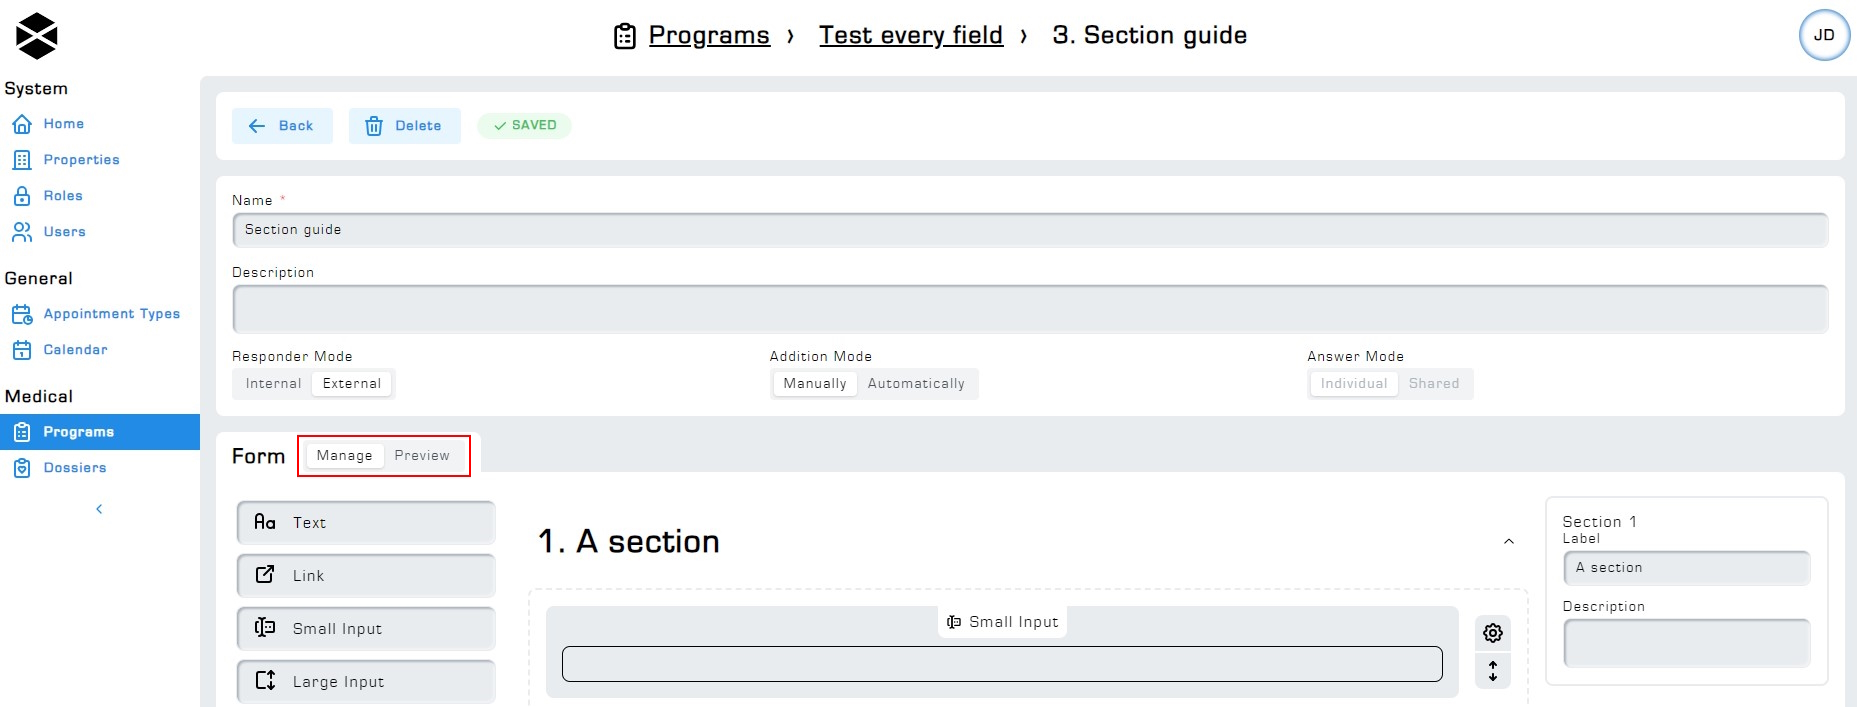 Programs › Test every field › 3. Section guide
JD
System
Home
Properties
Roles
Users
General
Appointment Types
Calendar
Medical
Programs
Dossiers
Back
Delete
SAVED
Name *
Section guide
Description
Responder Mode
Internal External
Addition Mode
Manually Automatically
Answer Mode
Individual Shared
Form
Manage Preview
Text
Link
Small Input
Large Input
1. A section
Small Input
Section 1
Label
A section
Description